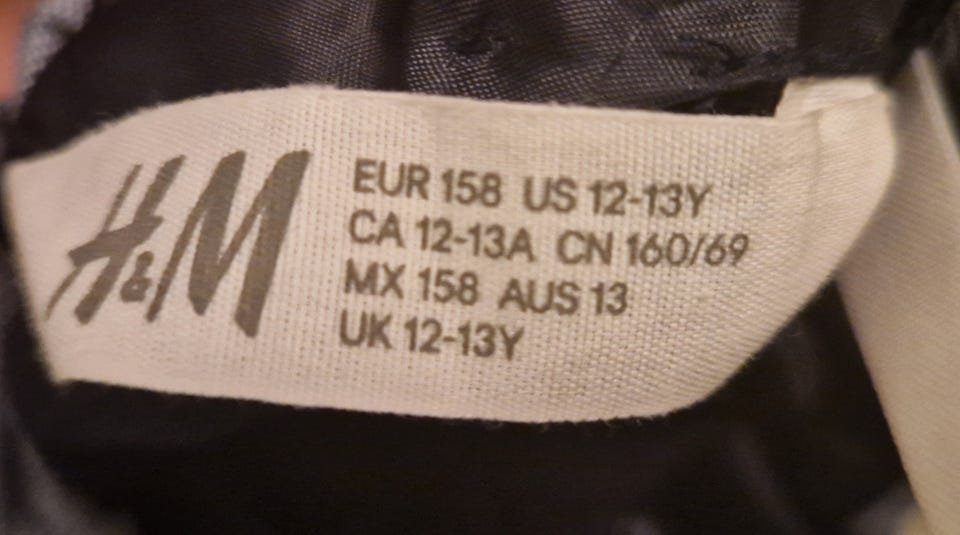 H&M
EUR 158 US 12-13Y
CA 12-13A CN 160/69
MX 158 AUS 13
UK 12-13Y